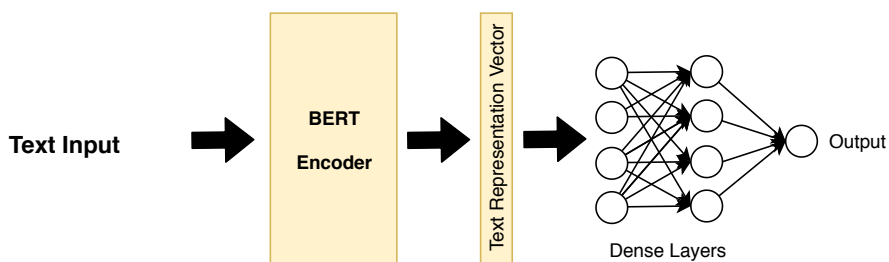 Text Input
BERT
Encoder
Text Representation Vector
Output
Dense Layers